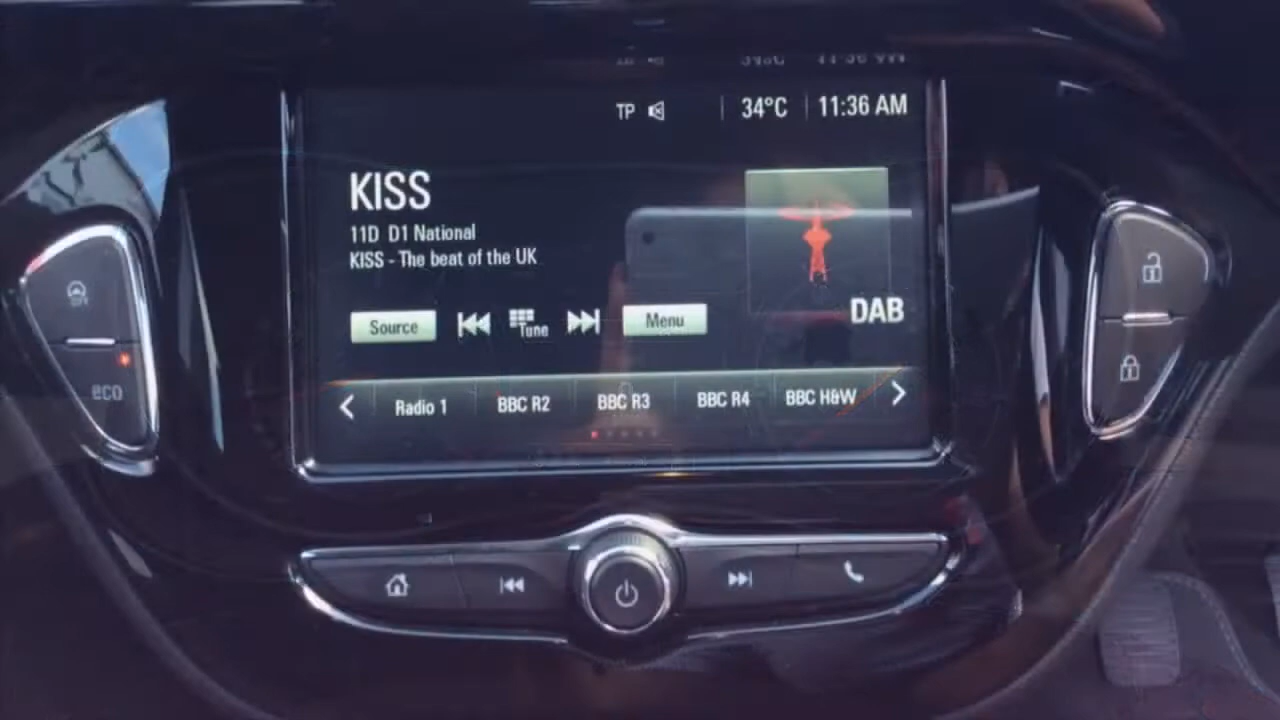 TP 34°C 11:36 AM
KISS
11D D1 National
KISS - The beat of the UK
Source Tune Menu
DAB
Radio 1 BBC R2 BBC R3 BBC R4 BBC H&W
eco